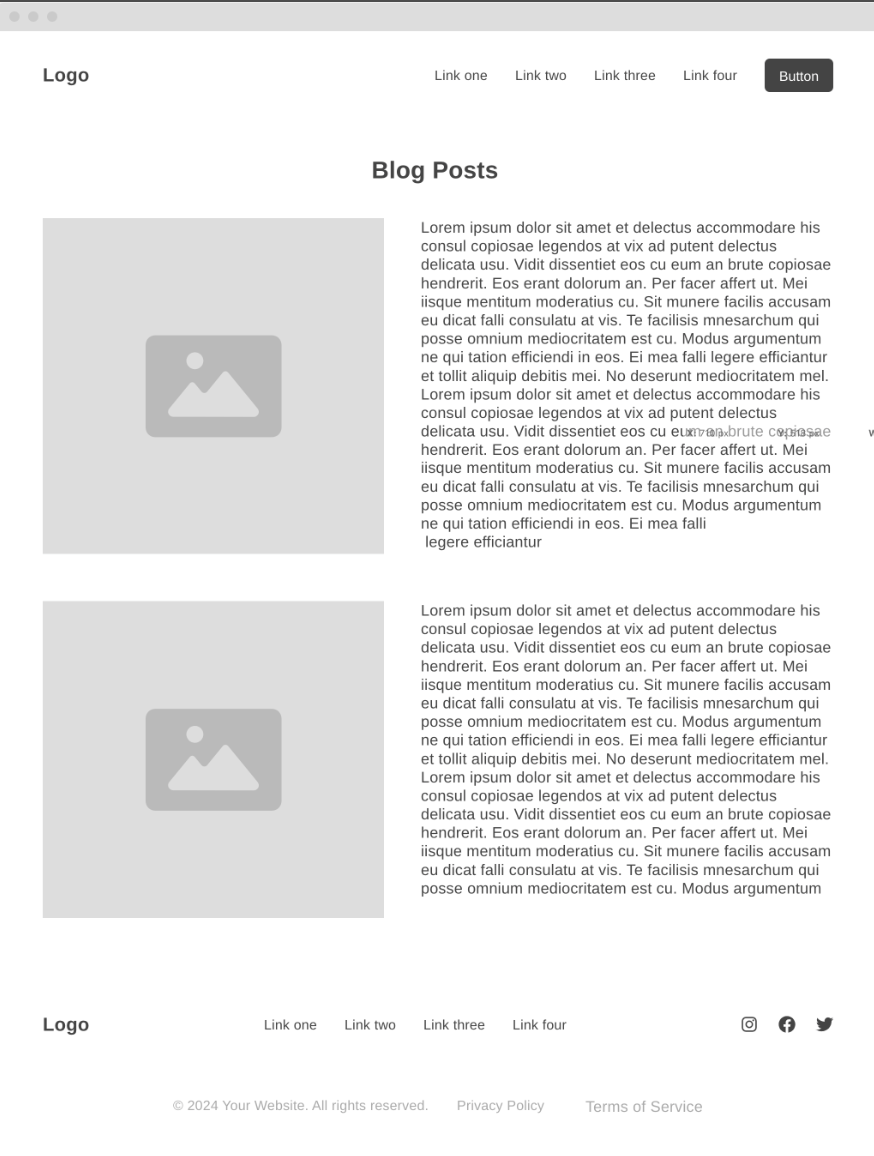 Logo
Link one Link two Link three Link four Button
Blog Posts
Lorem ipsum dolor sit amet et delectus accommodare his
consul copiosae legendos at vix ad putent delectus
delicata usu. Vidit dissentiet eos cu eum an brute copiosae
hendrerit. Eos erant dolorum an. Per facer affert ut. Mei
iisque mentitum moderatius cu. Sit munere facilis accusam
eu dicat falli consulatu at vis. Te facilisis mnesarchum qui
posse omnium mediocritatem est cu. Modus argumentum
ne qui tation efficiendi in eos. Ei mea falli legere efficiantur
et tollit aliquip debitis mei. No deserunt mediocritatem mel.
Lorem ipsum dolor sit amet et delectus accommodare his
consul copiosae legendos at vix ad putent delectus
delicata usu. Vidit dissentiet eos cu eum an brute copiosae
hendrerit. Eos erant dolorum an. Per facer affert ut. Mei
iisque mentitum moderatius cu. Sit munere facilis accusam
eu dicat falli consulatu at vis. Te facilisis mnesarchum qui
posse omnium mediocritatem est cu. Modus argumentum
ne qui tation efficiendi in eos. Ei mea falli
legere efficiantur
Lorem ipsum dolor sit amet et delectus accommodare his
consul copiosae legendos at vix ad putent delectus
delicata usu. Vidit dissentiet eos cu eum an brute copiosae
hendrerit. Eos erant dolorum an. Per facer affert ut. Mei
iisque mentitum moderatius cu. Sit munere facilis accusam
eu dicat falli consulatu at vis. Te facilisis mnesarchum qui
posse omnium mediocritatem est cu. Modus argumentum
ne qui tation efficiendi in eos. Ei mea falli legere efficiantur
et tollit aliquip debitis mei. No deserunt mediocritatem mel.
Lorem ipsum dolor sit amet et delectus accommodare his
consul copiosae legendos at vix ad putent delectus
delicata usu. Vidit dissentiet eos cu eum an brute copiosae
hendrerit. Eos erant dolorum an. Per facer affert ut. Mei
iisque mentitum moderatius cu. Sit munere facilis accusam
eu dicat falli consulatu at vis. Te facilisis mnesarchum qui
posse omnium mediocritatem est cu. Modus argumentum
Logo
Link one Link two Link three Link four
© 2024 Your Website. All rights reserved. Privacy Policy Terms of Service